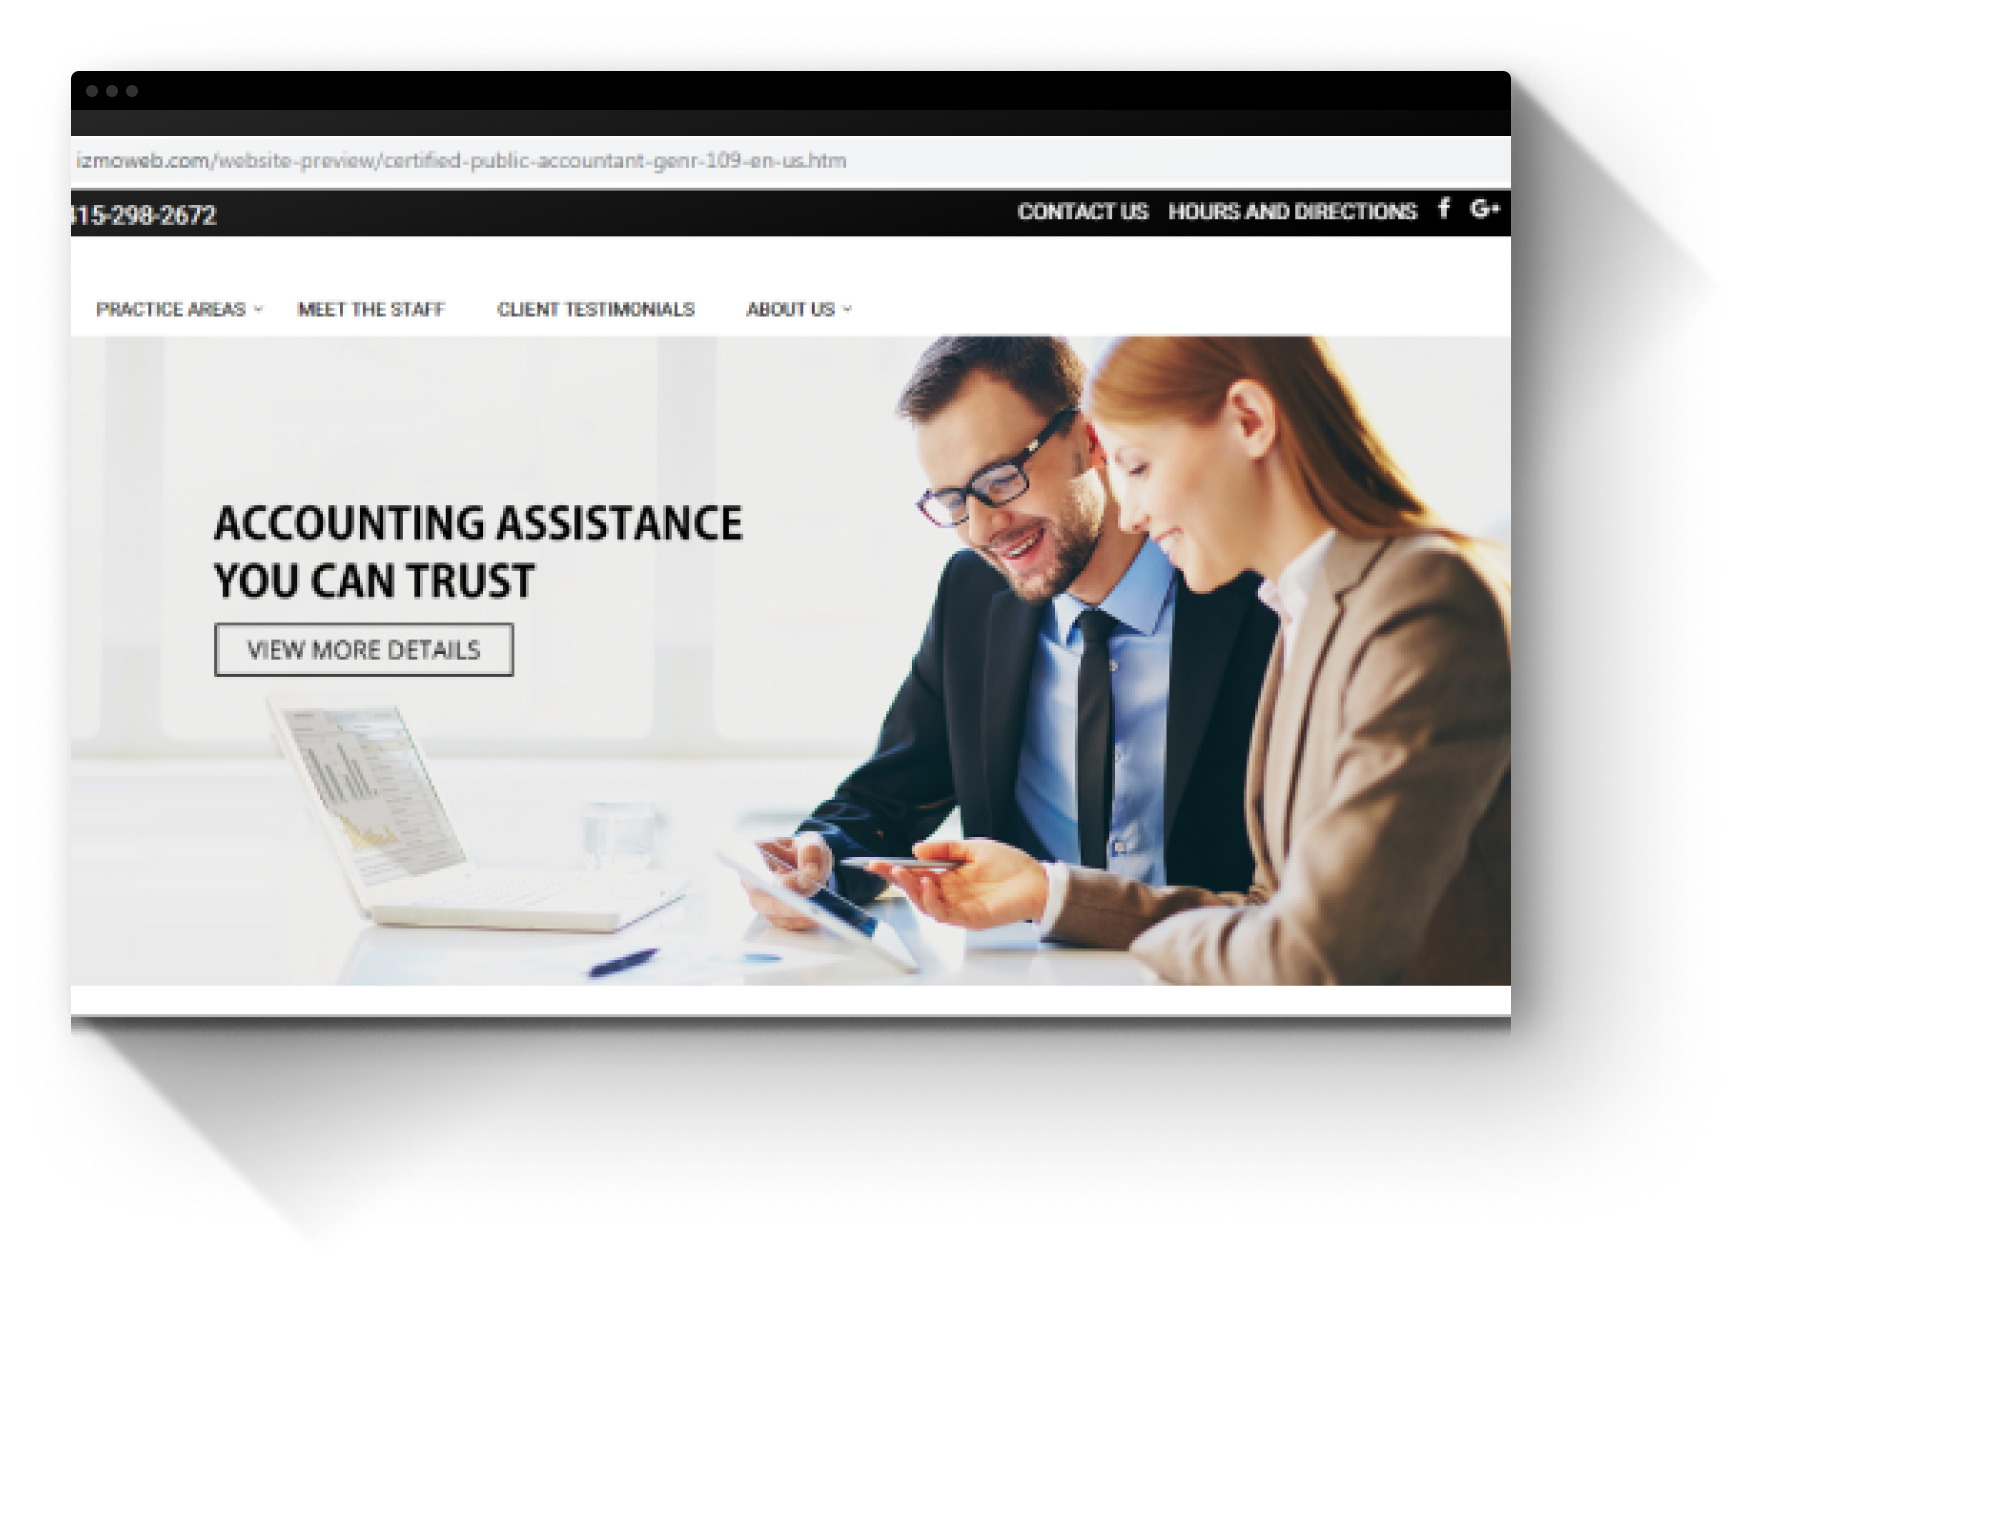 izmoweb.com/website-preview/certified-public-accountant-genr-109-en-us.htm
415-298-2672 CONTACT US HOURS AND DIRECTIONS f G+
PRACTICE AREAS MEET THE STAFF CLIENT TESTIMONIALS ABOUT US
ACCOUNTING ASSISTANCE
YOU CAN TRUST
VIEW MORE DETAILS